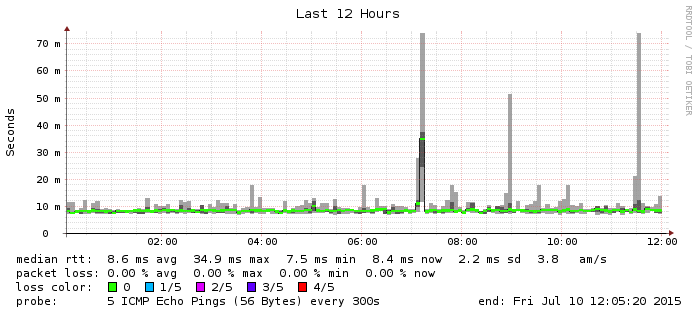 Last 12 Hours
RRDTOOL / TOBI OETIKER
Seconds
70 m
60 m
50 m
40 m
30 m
20 m
10 m
0
02:00 04:00 06:00 08:00 10:00 12:00
median rtt: 8.6 ms avg 34.9 ms max 7.5 ms min 8.4 ms now 2.2 ms sd 3.8 am/s
packet loss: 0.00 % avg 0.00 % max 0.00 % min 0.00 % now
loss color: 0 1/5 2/5 3/5 4/5
probe: 5 ICMP Echo Pings (56 Bytes) every 300s end: Fri Jul 10 12:05:20 2015